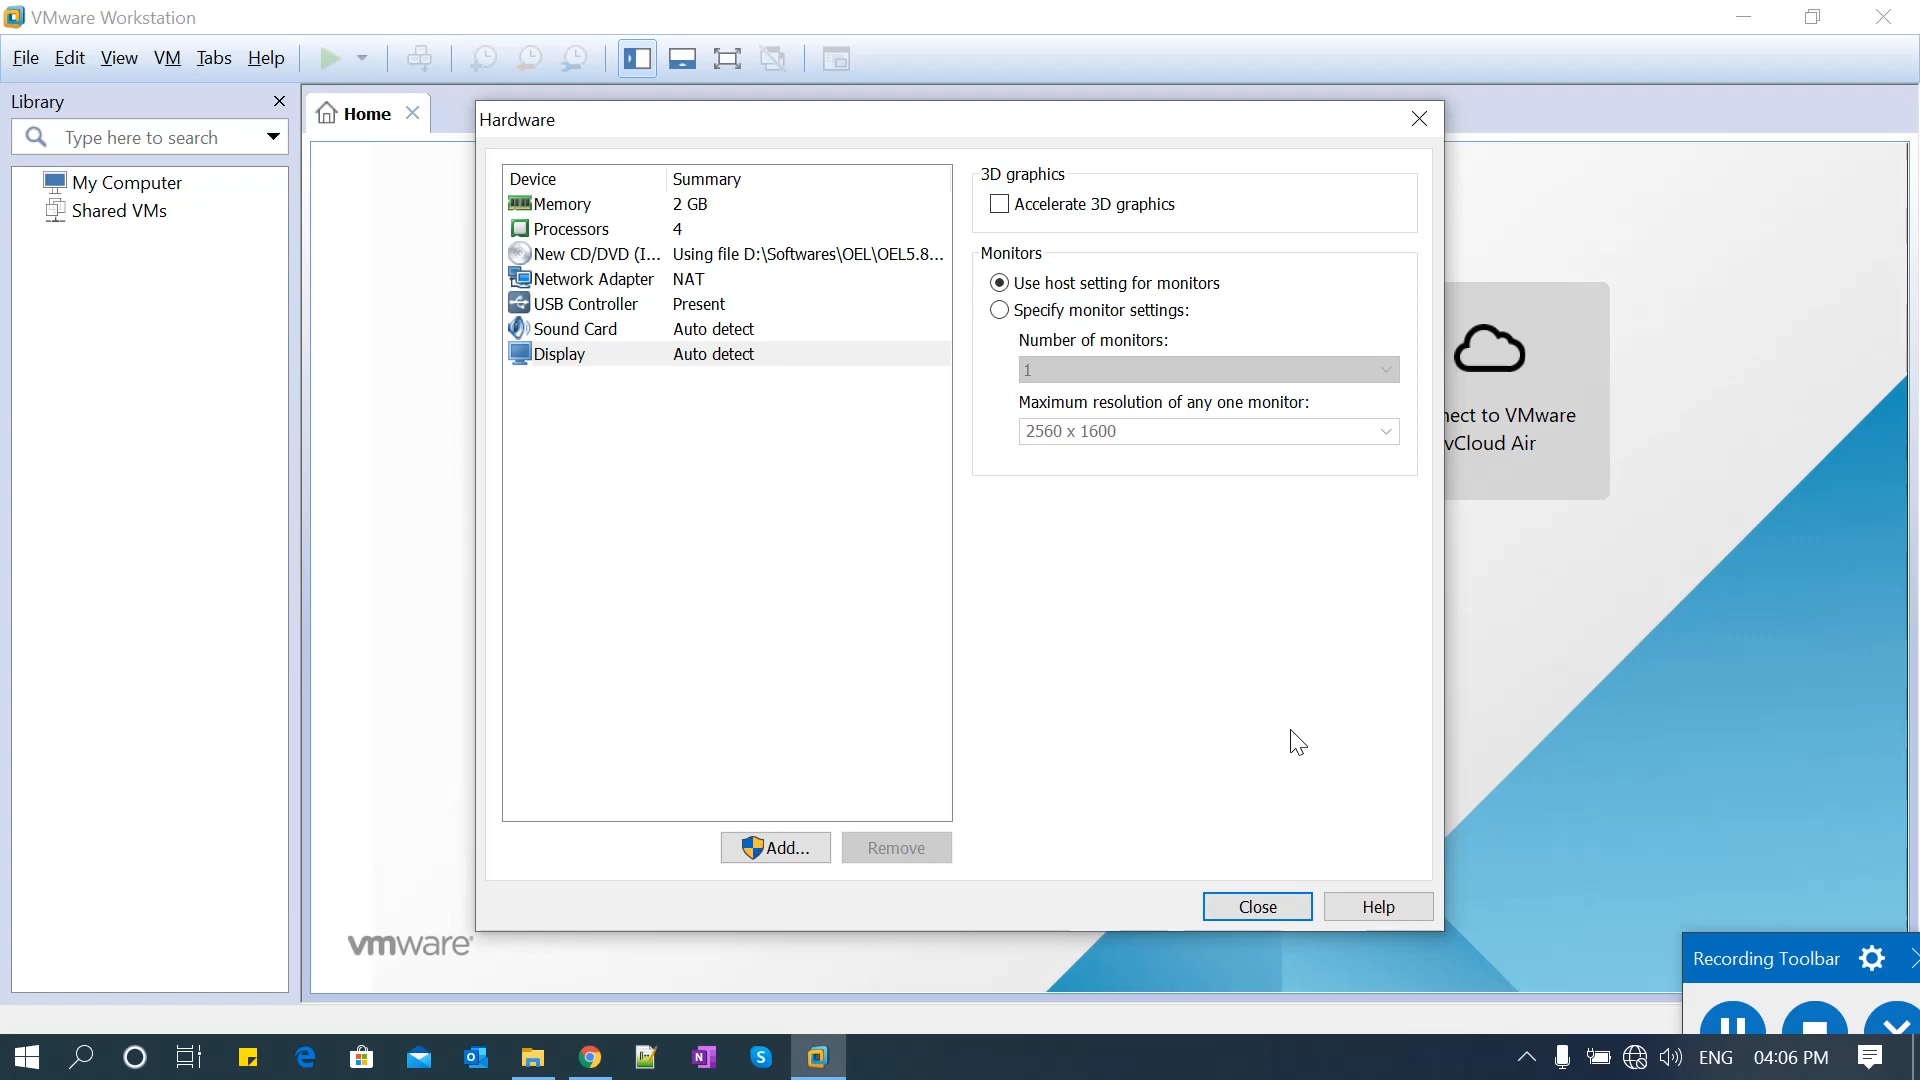 VMware Workstation
File Edit View VM Tabs Help
Library
Type here to search
My Computer
Shared VMs
Home
Hardware
Device Summary
Memory 2 GB
Processors 4
New CD/DVD (I... Using file D:\Softwares\OEL\OEL5.8...
Network Adapter NAT
USB Controller Present
Sound Card Auto detect
Display Auto detect
Add... Remove
3D graphics
Accelerate 3D graphics
Monitors
Use host setting for monitors
Specify monitor settings:
Number of monitors:
1
Maximum resolution of any one monitor:
2560 x 1600
Close Help
to VMware
vCloud Air
vmware
Recording Toolbar
ENG 04:06 PM